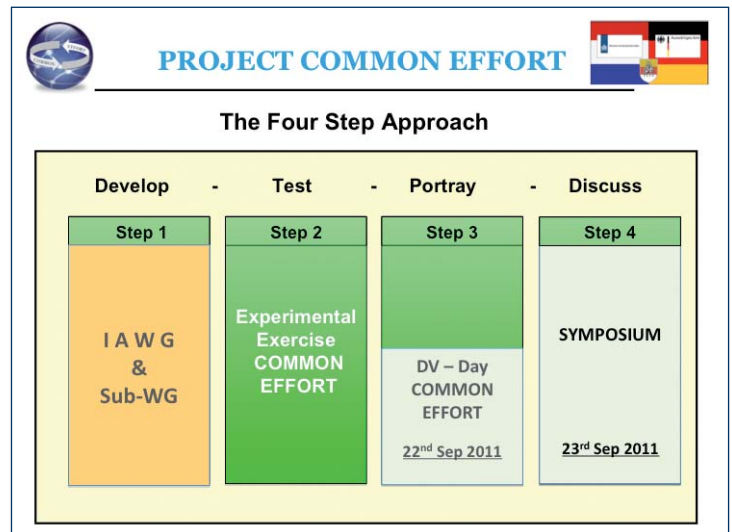 PROJECT COMMON EFFORT
The Four Step Approach
Develop - Test - Portray - Discuss
Step 1
I A W G
&
Sub-WG
Step 2
Experimental
Exercise
COMMON
EFFORT
Step 3
DV – Day
COMMON
EFFORT
22nd Sep 2011
Step 4
SYMPOSIUM
23rd Sep 2011